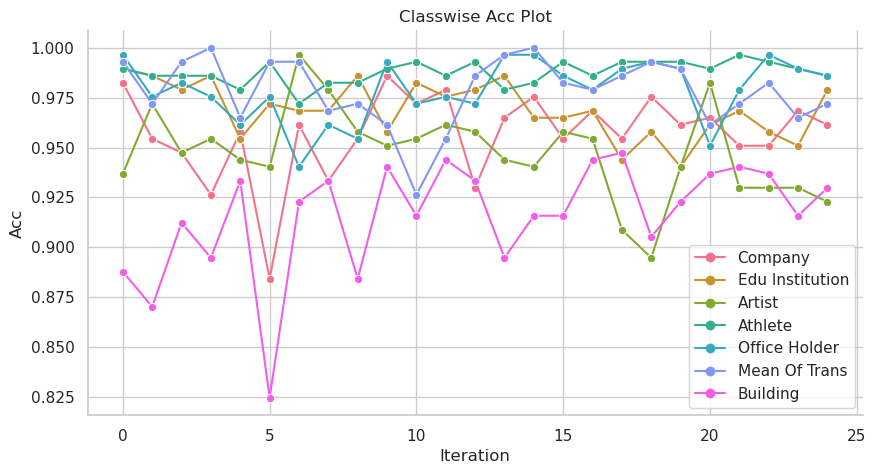 Classwise Acc Plot
Acc
1.000
0.975
0.950
0.925
0.900
0.875
0.850
0.825
0 5 10 15 20 25
Iteration
Company
Edu Institution
Artist
Athlete
Office Holder
Mean Of Trans
Building